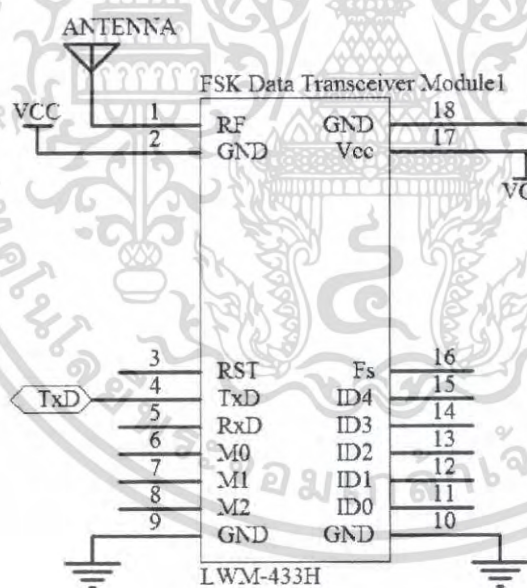 ANTENNA
FSK Data Transceiver Module1
VCC 1 RF GND 18
2 GND Vcc 17
VC
3 RST Fs 16
4 TxD ID4 15
TxD
5 RxD ID3 14
6 M0 ID2 13
7 M1 ID1 12
8 M2 ID0 11
9 GND GND 10
LWM-433H